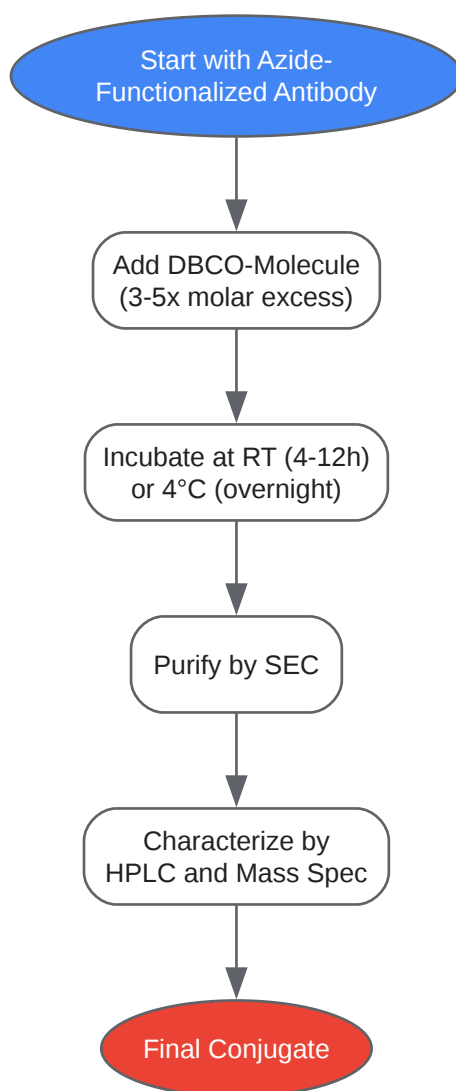 Start with Azide-
Functionalized Antibody
Add DBCO-Molecule
(3-5x molar excess)
Incubate at RT (4-12h)
or 4°C (overnight)
Purify by SEC
Characterize by
HPLC and Mass Spec
Final Conjugate